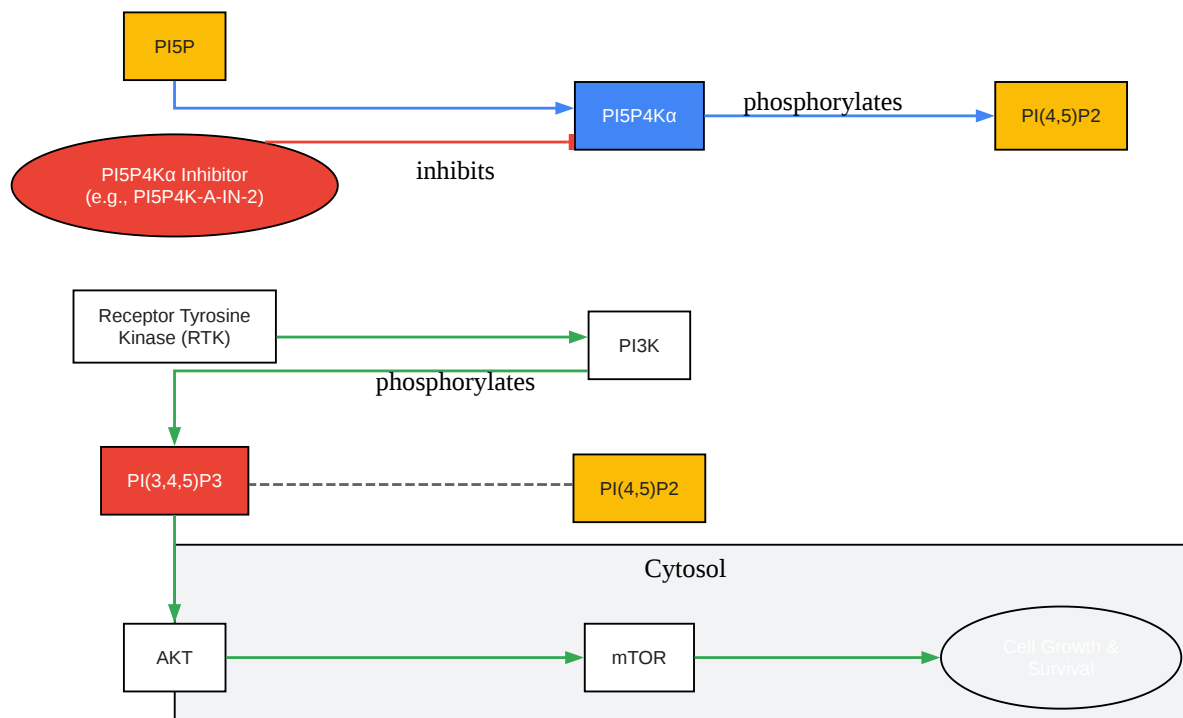 PI5P
PI5P4Kα
phosphorylates
PI(4,5)P2
PI5P4Kα Inhibitor
(e.g., PI5P4K-A-IN-2)
inhibits
Receptor Tyrosine
Kinase (RTK)
PI3K
phosphorylates
PI(3,4,5)P3
PI(4,5)P2
Cytosol
AKT
mTOR
Cell Growth &
Survival